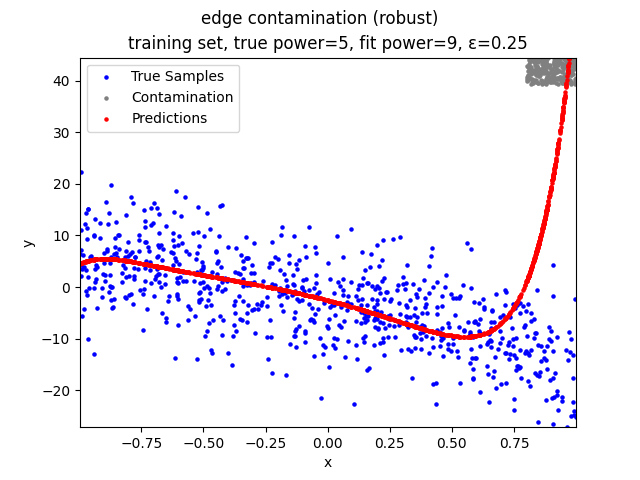 edge contamination (robust)
training set, true power=5, fit power=9, ε=0.25
True Samples
Contamination
Predictions
y
40
30
20
10
0
−10
−20
−0.75 −0.50 −0.25 0.00 0.25 0.50 0.75
x